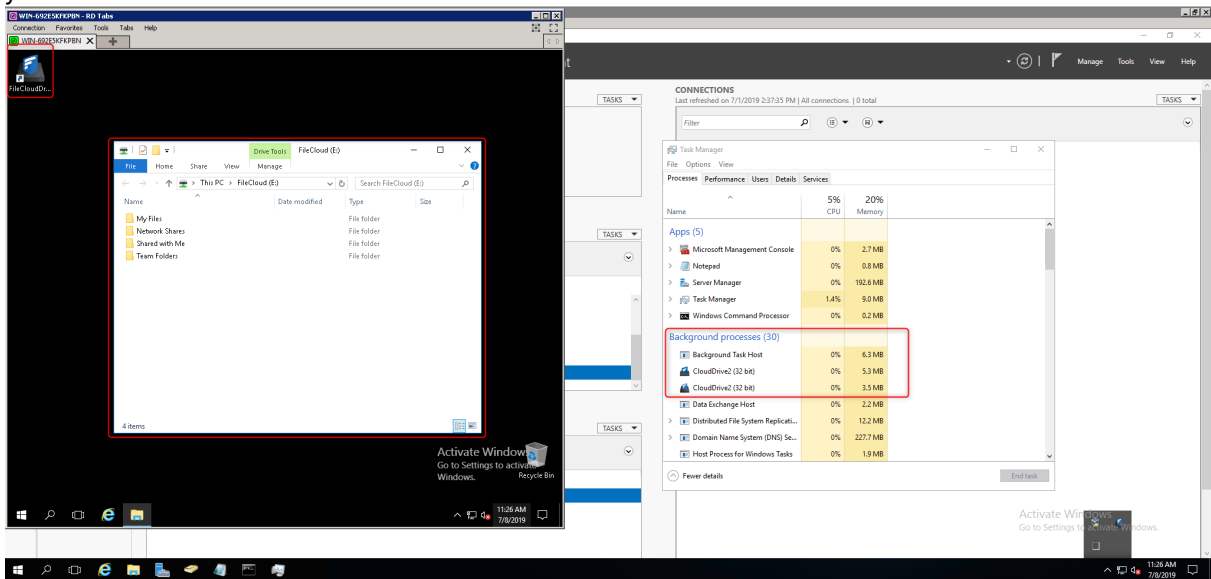 WIN-692E5KFKPBN - RD Tabs
Connection Favorites Tools Tabs Help
WIN-692E5KFKPBN
FileCloudDr...
Drive Tools FileCloud (E:)
File Home Share View Manage
This PC > FileCloud (E:) Search FileCloud (E:)
Name Date modified Type Size
My Files File folder
Network Shares File folder
Shared with Me File folder
Team Folders File folder
4 items
Go to Settings to activate
Windows.
Recycle Bin
11:26 AM
7/8/2019
Manage Tools View Help
TASKS
TASKS
TASKS
CONNECTIONS
Last refreshed on 7/1/2019 2:37:35 PM | All connections | 0 total
TASKS
Filter
Task Manager
File Options View
Processes Performance Users Details Services
5% 20%
Name CPU Memory
Apps (5)
Microsoft Management Console 0% 2.7 MB
Notepad 0% 0.8 MB
Server Manager 0% 192.6 MB
Task Manager 1.4% 9.0 MB
Windows Command Processor 0% 0.2 MB
Background processes (30)
Background Task Host 0% 6.3 MB
CloudDrive2 (32 bit) 0% 5.3 MB
CloudDrive2 (32 bit) 0% 3.5 MB
Data Exchange Host 0% 2.2 MB
Distributed File System Replicati... 0% 12.2 MB
Domain Name System (DNS) Se... 0% 227.7 MB
Host Process for Windows Tasks 0% 1.9 MB
Fewer details End task
Activate Windows
Go to Settings to activate Windows.
11:26 AM
7/8/2019